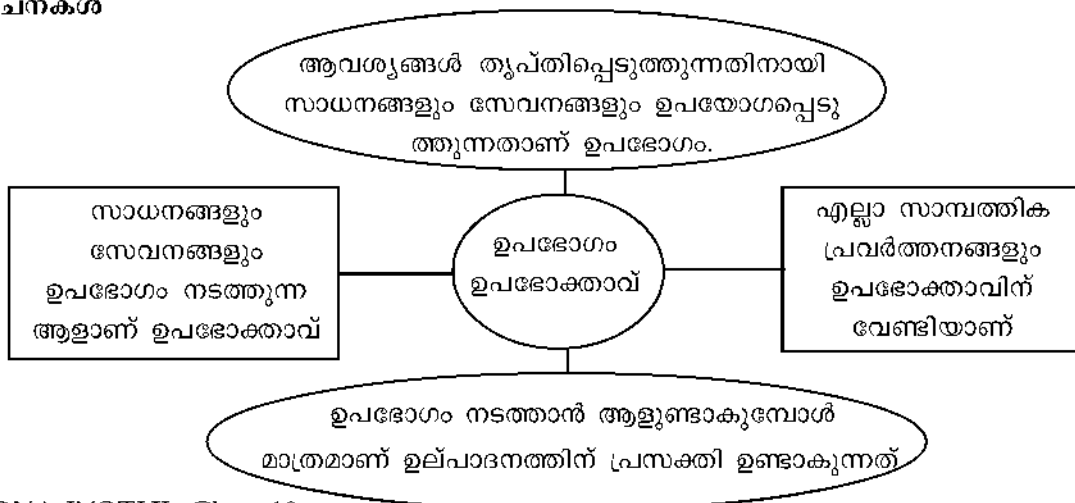 ആവശ്യങ്ങൾ തൃപ്തിപ്പെടുത്തുന്നതിനായി
സാധനങ്ങളും സേവനങ്ങളും ഉപയോഗപ്പെടു
ത്തുന്നതാണ് ഉപഭോഗം.
സാധനങ്ങളും
സേവനങ്ങളും
ഉപഭോഗം നടത്തുന്ന
ആളാണ് ഉപഭോക്താവ്
ഉപഭോഗം
ഉപഭോക്താവ്
എല്ലാ സാമ്പത്തിക
പ്രവർത്തനങ്ങളും
ഉപഭോക്താവിന്
വേണ്ടിയാണ്
ഉപഭോഗം നടത്താൻ ആളുണ്ടാകുമ്പോൾ
മാത്രമാണ് ഉല്പാദനത്തിന് പ്രസക്തി ഉണ്ടാകുന്നത്